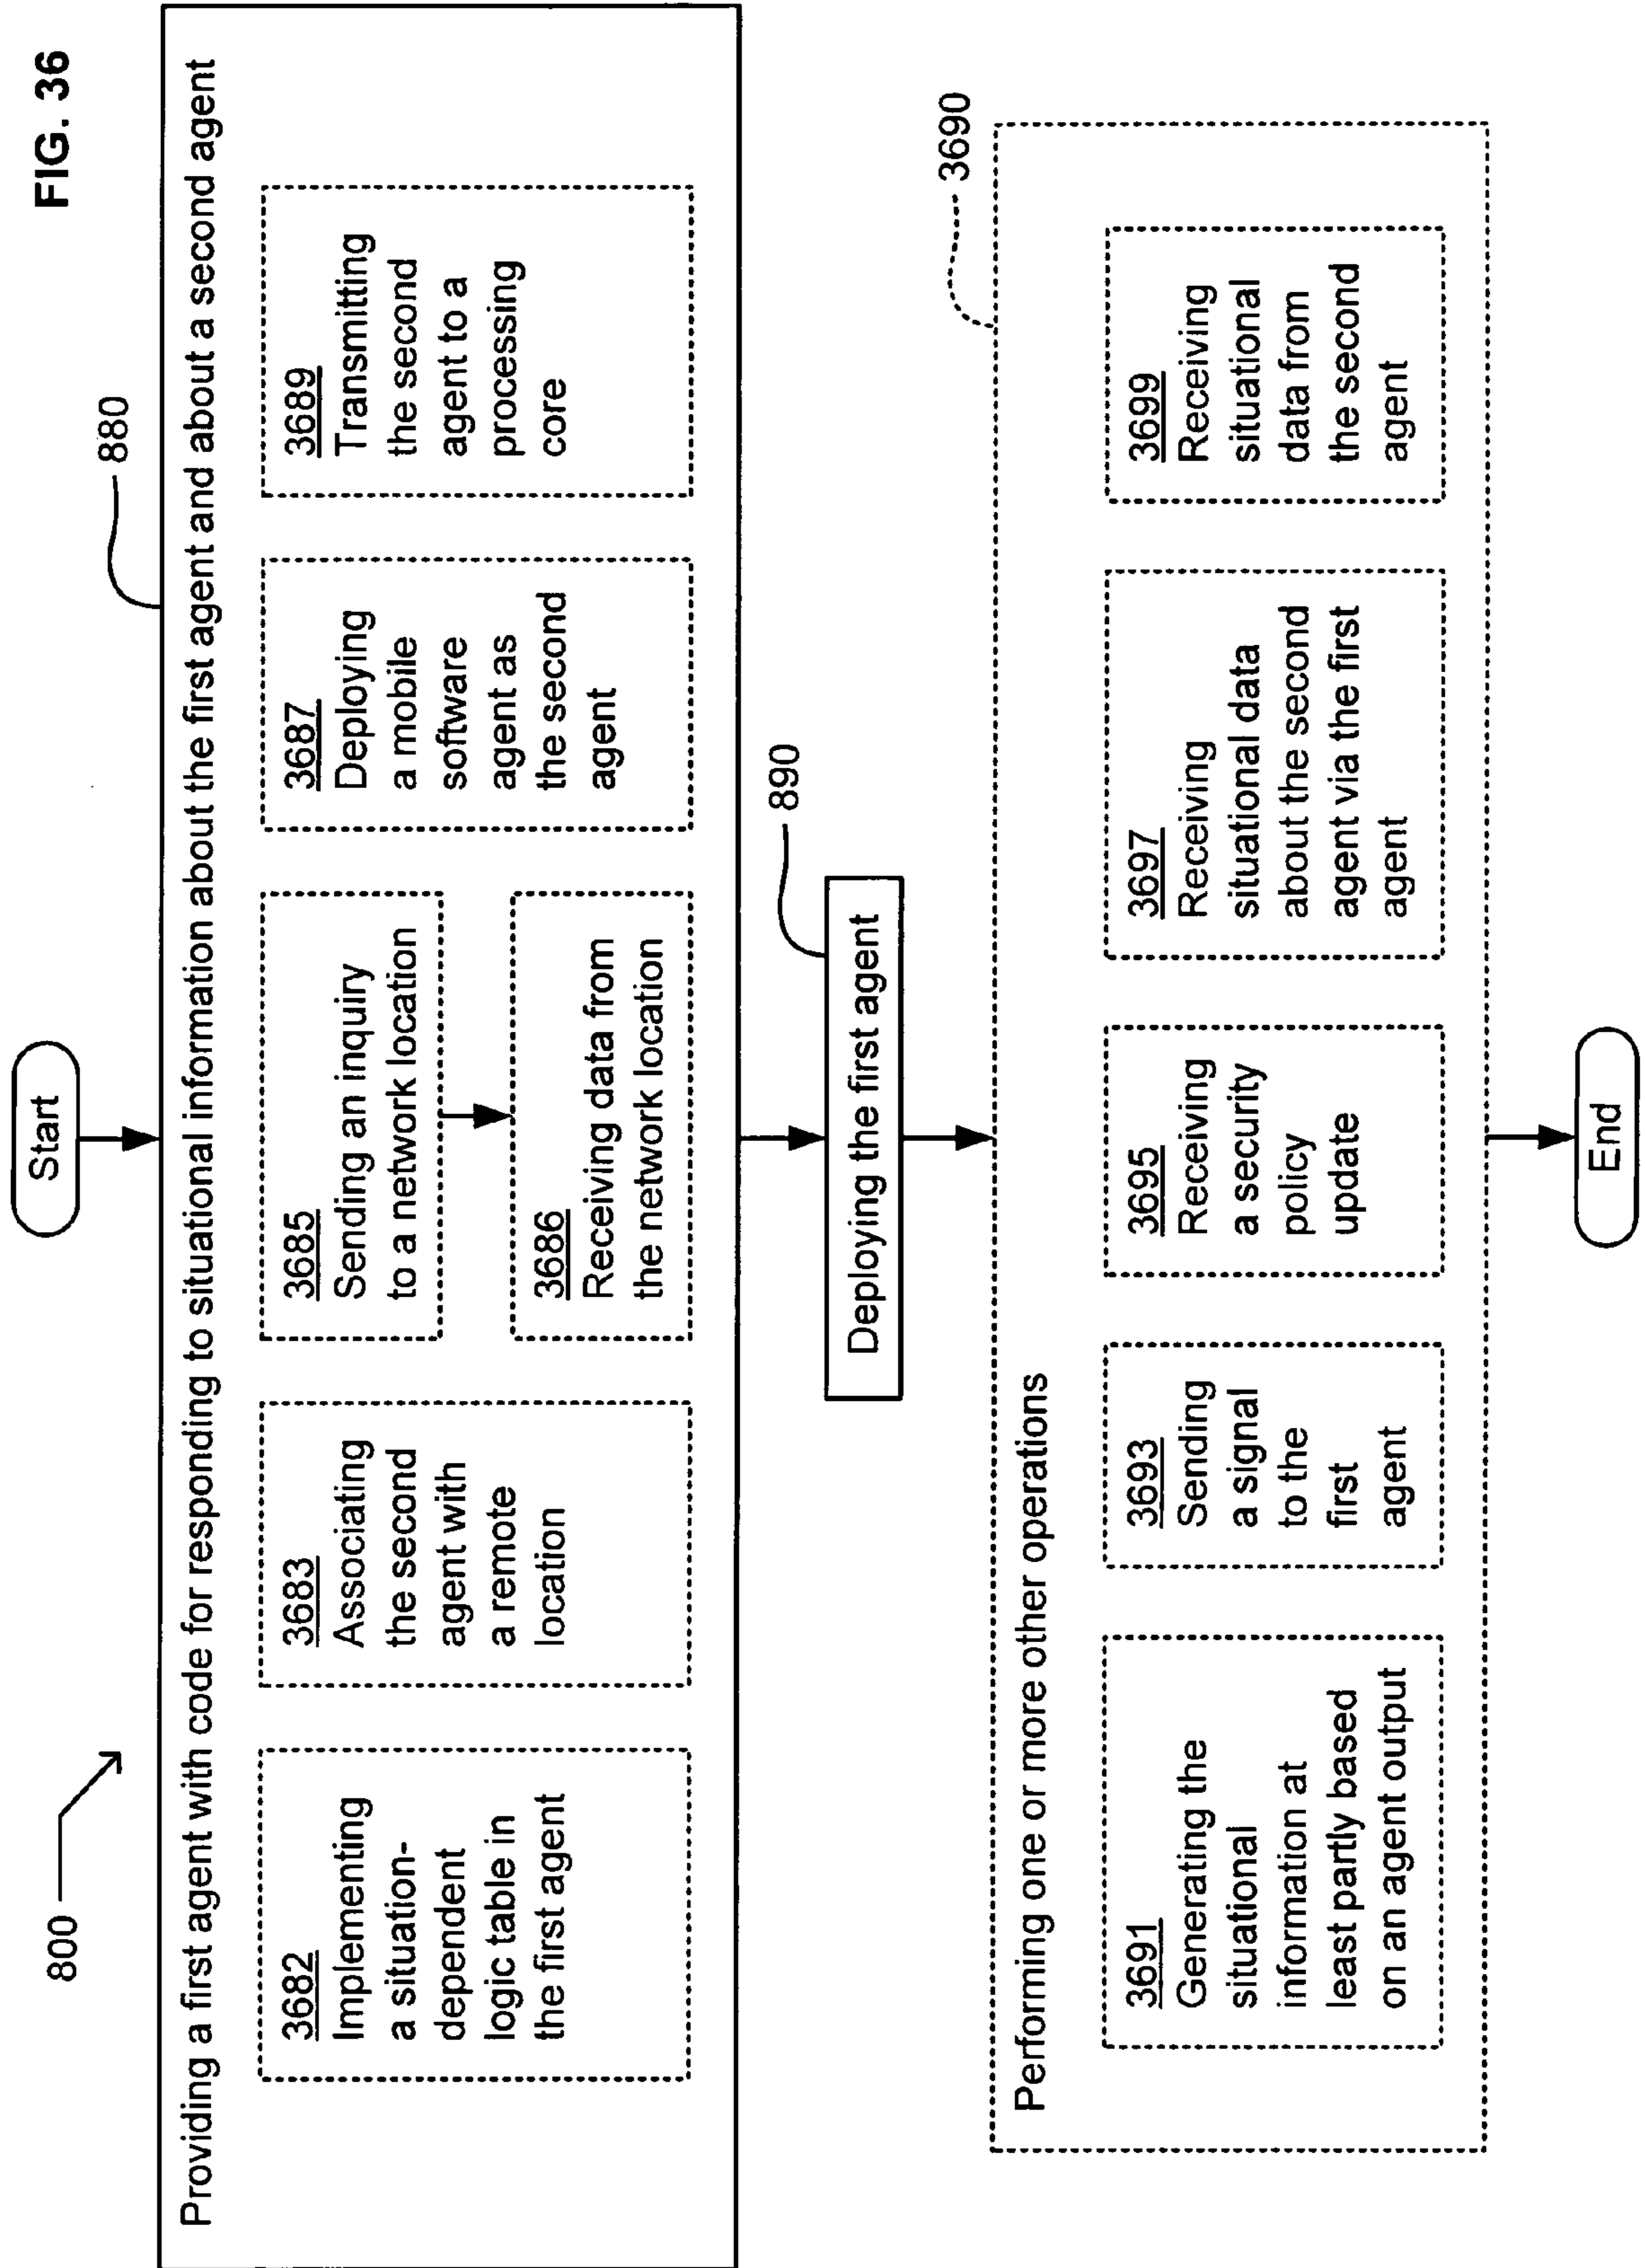 FIG. 36
800
Start
880
Providing a first agent with code for responding to situational information about the first agent and about a second agent
3682
Implementing
a situation-
dependent
logic table in
the first agent
3683
Associating
the second
agent with
a remote
location
3685
Sending an inquiry
to a network location
3686
Receiving data from
the network location
3687
Deploying
a mobile
software
agent as
the second
agent
3689
Transmitting
the second
agent to a
processing
core
890
Deploying the first agent
3690
Performing one or more other operations
3691
Generating the
situational
information at
least partly based
on an agent output
3693
Sending
a signal
to the
first
agent
3695
Receiving
a security
policy
update
3697
Receiving
situational data
about the second
agent via the first
agent
3699
Receiving
situational
data from
the second
agent
End